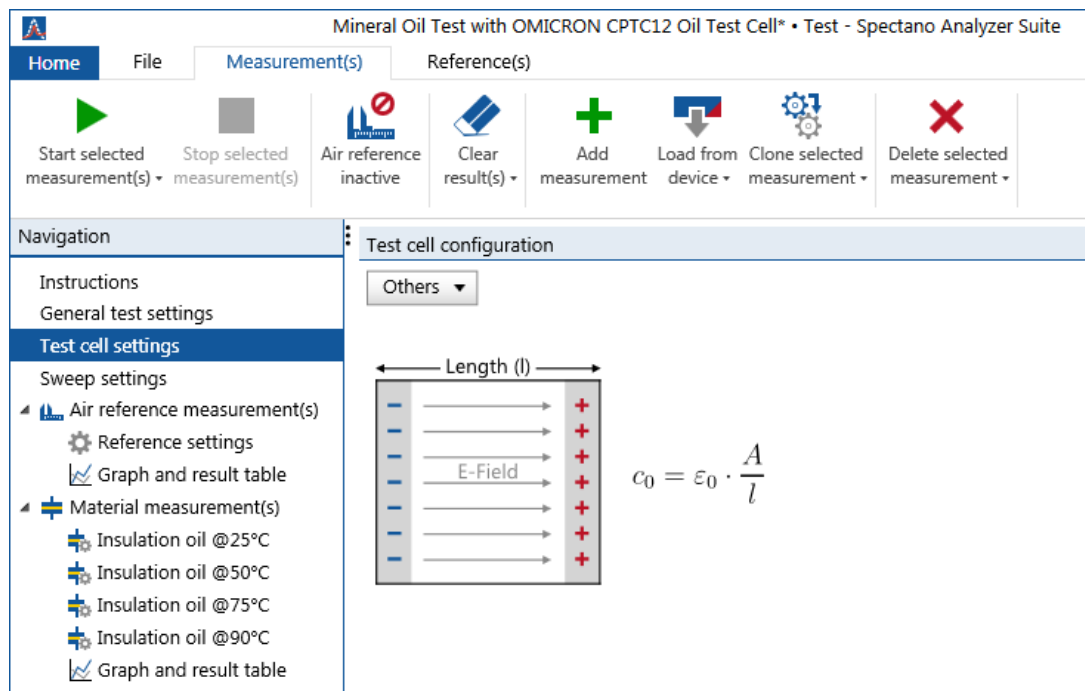 Mineral Oil Test with OMICRON CPTC12 Oil Test Cell* • Test - Spectano Analyzer Suite
Home File Measurement(s) Reference(s)
Start selected measurement(s)
Stop selected measurement(s)
Air reference inactive
Clear result(s)
Add measurement
Load from device
Clone selected measurement
Delete selected measurement
Navigation
Instructions
General test settings
Test cell settings
Sweep settings
Air reference measurement(s)
Reference settings
Graph and result table
Material measurement(s)
Insulation oil @25°C
Insulation oil @50°C
Insulation oil @75°C
Insulation oil @90°C
Graph and result table
Test cell configuration
Others
Length (l)
E-Field
c₀ = ε₀ · A/l